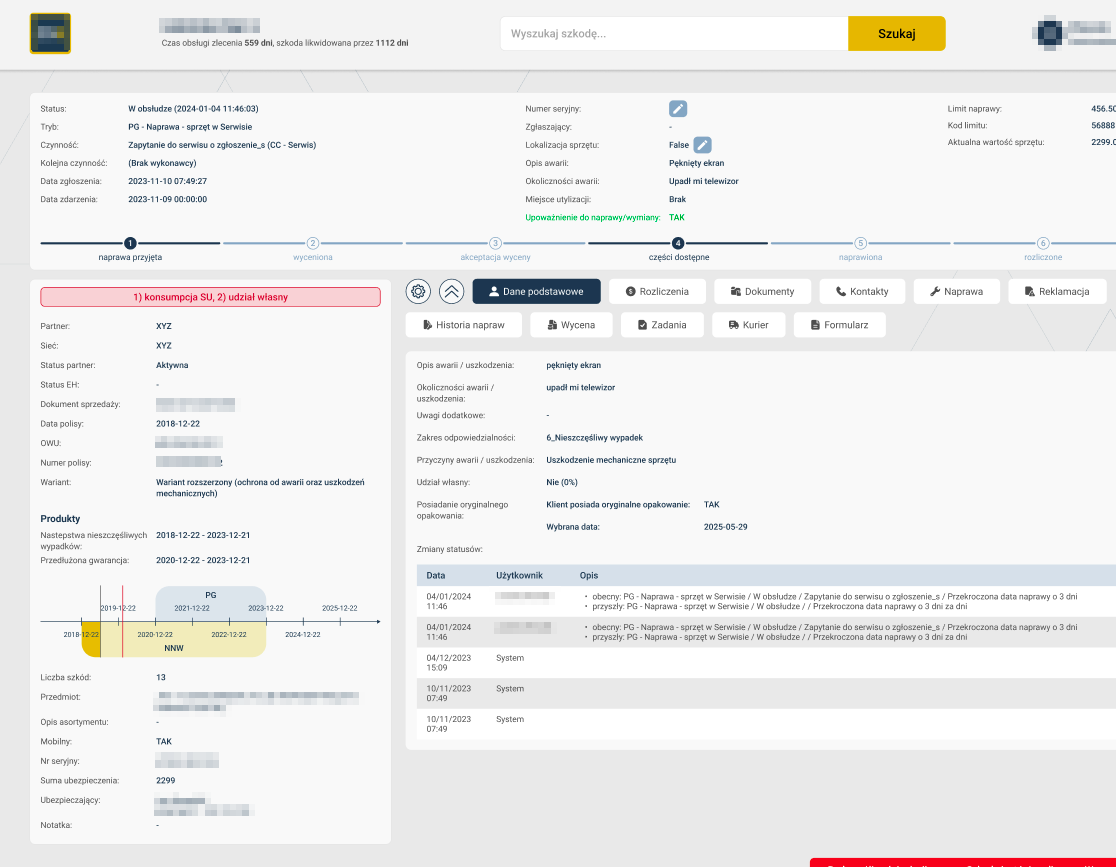 Czas obsługi zlecenia 559 dni, szkoda likwidowana przez 1112 dni
Wyszukaj szkodę...
Szukaj
Status: W obsłudze (2024-01-04 11:46:03)
Tryb: PG - Naprawa - sprzęt w Serwisie
Czynność: Zapytanie do serwisu o zgłoszenie_s (CC - Serwis)
Kolejna czynność: (Brak wykonawcy)
Data zgłoszenia: 2023-11-10 07:49:27
Data zdarzenia: 2023-11-09 00:00:00
Numer seryjny:
Zgłaszający: -
Lokalizacja sprzętu: False
Opis awarii: Pęknięty ekran
Okoliczności awarii: Upadł mi telewizor
Miejsce utylizacji: Brak
Upoważnienie do naprawy/wymiany: TAK
Limit naprawy: 456.50
Kod limitu: 56888
Aktualna wartość sprzętu: 2299.0
1 naprawa przyjęta
2 wyceniona
3 akceptacja wyceny
4 części dostępne
5 naprawiona
6 rozliczone
1) konsumpcja SU, 2) udział własny
Partner: XYZ
Sieć: XYZ
Status partner: Aktywna
Status EH: -
Dokument sprzedaży:
Data polisy: 2018-12-22
OWU:
Numer polisy:
Wariant: Wariant rozszerzony (ochrona od awarii oraz uszkodzeń
mechanicznych)
Produkty
Nastepstwa nieszczęśliwych 2018-12-22 - 2023-12-21
wypadków:
Przedłużona gwarancja: 2020-12-22 - 2023-12-21
PG
2019-12-22 2021-12-22 2023-12-22 2025-12-22
2018-12-22 2020-12-22 2022-12-22 2024-12-22
NNW
Liczba szkód: 13
Przedmiot:
Opis asortymentu: -
Mobilny: TAK
Nr seryjny:
Suma ubezpieczenia: 2299
Ubezpieczający:
Notatka: -
Dane podstawowe
Rozliczenia
Dokumenty
Kontakty
Naprawa
Reklamacja
Historia napraw
Wycena
Zadania
Kurier
Formularz
Opis awarii / uszkodzenia: pęknięty ekran
Okoliczności awarii / upadł mi telewizor
uszkodzenia:
Uwagi dodatkowe: -
Zakres odpowiedzialności: 6_Nieszczęśliwy wypadek
Przyczyny awarii / uszkodzenia: Uszkodzenie mechaniczne sprzętu
Udział własny: Nie (0%)
Posiadanie oryginalnego Klient posiada oryginalne opakowanie: TAK
opakowania:
Wybrana data: 2025-05-29
Zmiany statusów:
Data Użytkownik Opis
04/01/2024 • obecny: PG - Naprawa - sprzęt w Serwisie / W obsłudze / Zapytanie do serwisu o zgłoszenie_s / Przekroczona data naprawy o 3 dni
11:46 • przyszły: PG - Naprawa - sprzęt w Serwisie / W obsłudze / / Przekroczona data naprawy o 3 dni za dni
04/01/2024 • obecny: PG - Naprawa - sprzęt w Serwisie / W obsłudze / Zapytanie do serwisu o zgłoszenie_s / Przekroczona data naprawy o 3 dni
11:46 • przyszły: PG - Naprawa - sprzęt w Serwisie / W obsłudze / / Przekroczona data naprawy o 3 dni za dni
04/12/2023 System
15:09
10/11/2023 System
07:49
10/11/2023 System
07:49